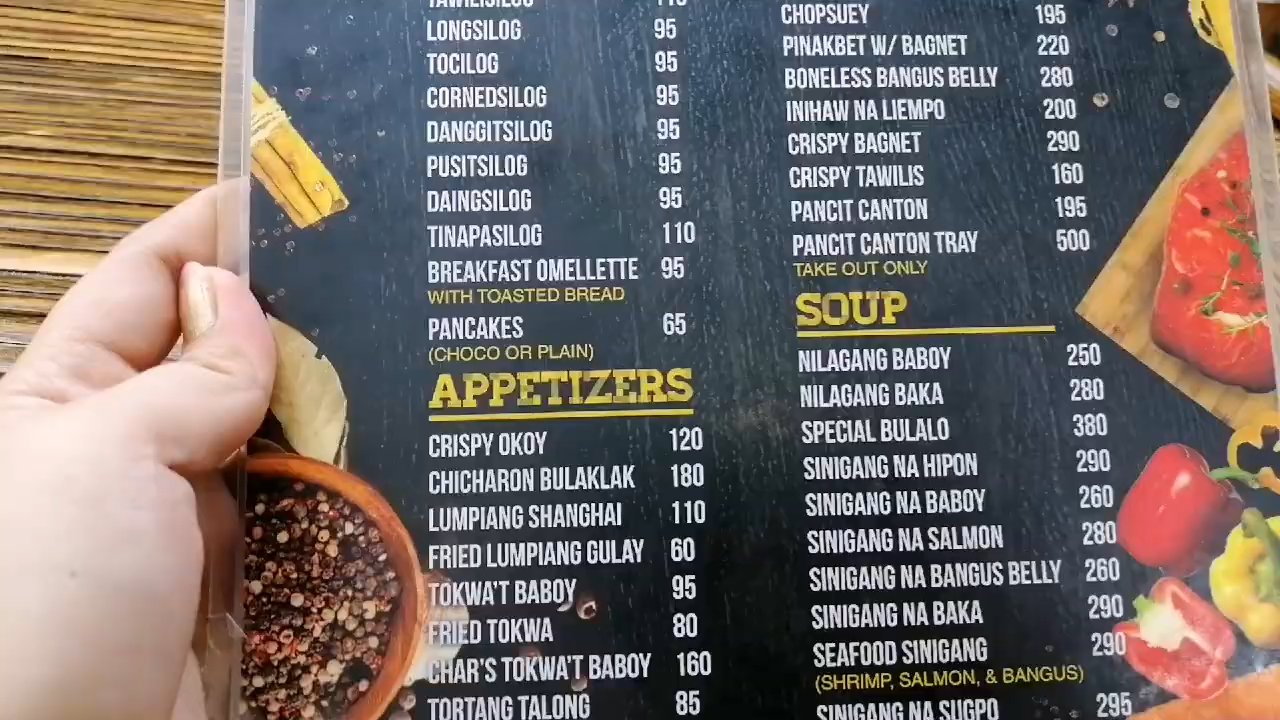 TAWILISILOG 110
LONGSILOG 95
TOCILOG 95
CORNEDSILOG 95
DANGGITSILOG 95
PUSITSILOG 95
DAINGSILOG 95
TINAPASILOG 110
BREAKFAST OMELLETTE 95
WITH TOASTED BREAD
PANCAKES 65
(CHOCO OR PLAIN)
APPETIZERS
CRISPY OKOY 120
CHICHARON BULAKLAK 180
LUMPIANG SHANGHAI 110
FRIED LUMPIANG GULAY 60
TOKWA'T BABOY 95
FRIED TOKWA 80
CHAR'S TOKWA'T BABOY 160
TORTANG TALONG 85
CHOPSUEY 195
PINAKBET W/ BAGNET 220
BONELESS BANGUS BELLY 280
INIHAW NA LIEMPO 200
CRISPY BAGNET 290
CRISPY TAWILIS 160
PANCIT CANTON 195
PANCIT CANTON TRAY 500
TAKE OUT ONLY
SOUP
NILAGANG BABOY 250
NILAGANG BAKA 280
SPECIAL BULALO 380
SINIGANG NA HIPON 290
SINIGANG NA BABOY 260
SINIGANG NA SALMON 280
SINIGANG NA BANGUS BELLY 260
SINIGANG NA BAKA 290
SEAFOOD SINIGANG 290
(SHRIMP, SALMON, & BANGUS)
SINIGANG NA SUGPO 295